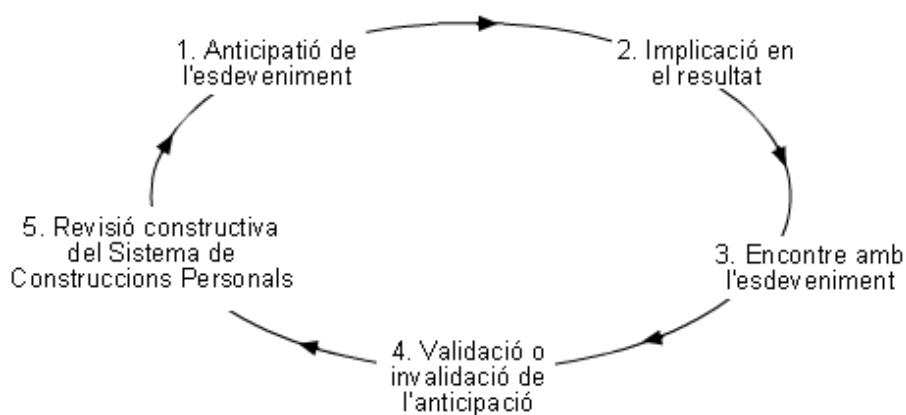 1. Anticipatió de
l'esdeveniment
2. Implicació en
el resultat
3. Encontre amb
l'esdeveniment
4. Validació o
invalidació de
l'anticipació
5. Revisió constructiva
del Sistema de
Construccions Personals